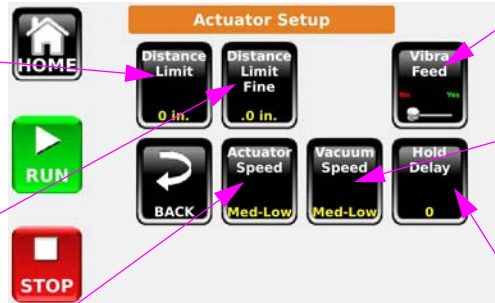 Actuator Setup
HOME
Distance
Limit
0 in.
Distance
Limit
Fine
.0 in.
Vibra
Feed
No Yes
RUN
BACK
Actuator
Speed
Med-Low
Vacuum
Speed
Med-Low
Hold
Delay
0
STOP